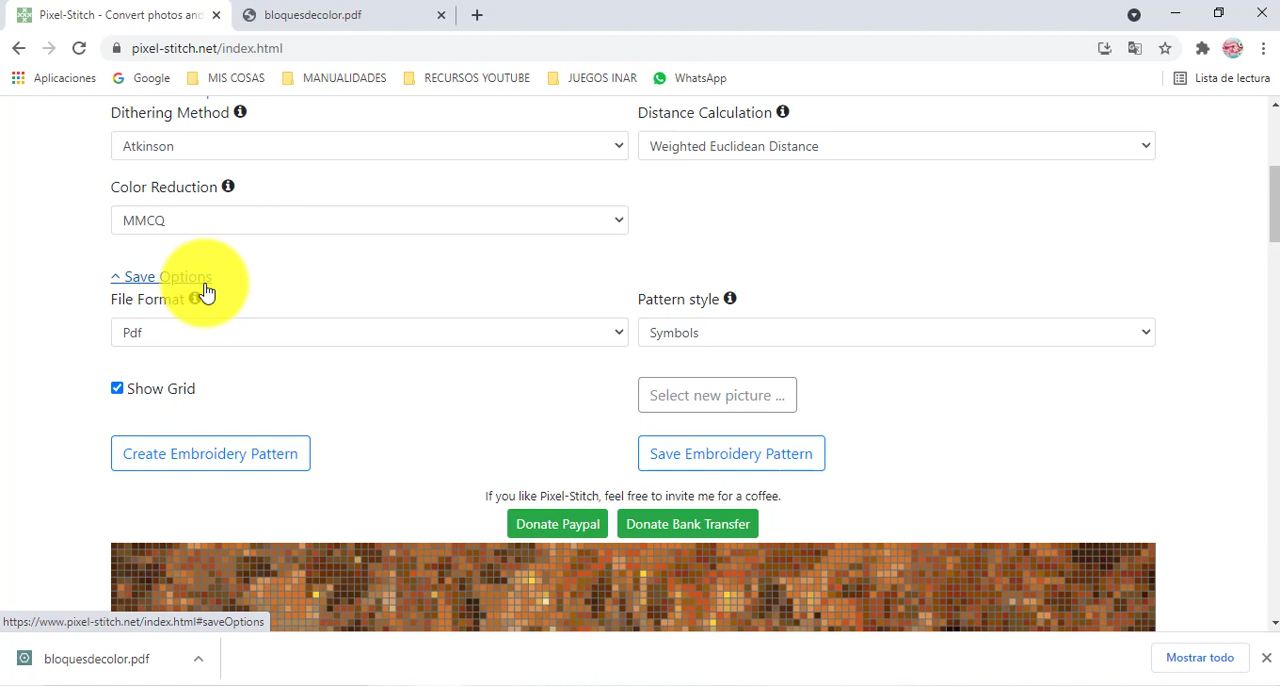 Pixel-Stitch - Convert photos and
bloquesdecolor.pdf
pixel-stitch.net/index.html
Aplicaciones
Google
MIS COSAS
MANUALIDADES
RECURSOS YOUTUBE
JUEGOS INAR
WhatsApp
Lista de lectura
Dithering Method
Distance Calculation
Atkinson
Weighted Euclidean Distance
Color Reduction
MMCQ
^ Save Options
File Format
Pattern style
Pdf
Symbols
Show Grid
Select new picture ...
Create Embroidery Pattern
Save Embroidery Pattern
If you like Pixel-Stitch, feel free to invite me for a coffee.
Donate Paypal
Donate Bank Transfer
https://www.pixel-stitch.net/index.html#saveOptions
bloquesdecolor.pdf
Mostrar todo